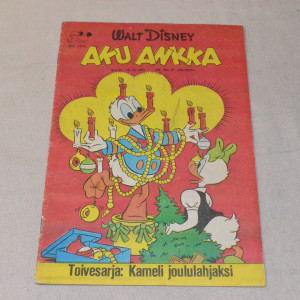 WALT DISNEY
AKU ANKKA
Toivesarja: Kameli joululahjaksi